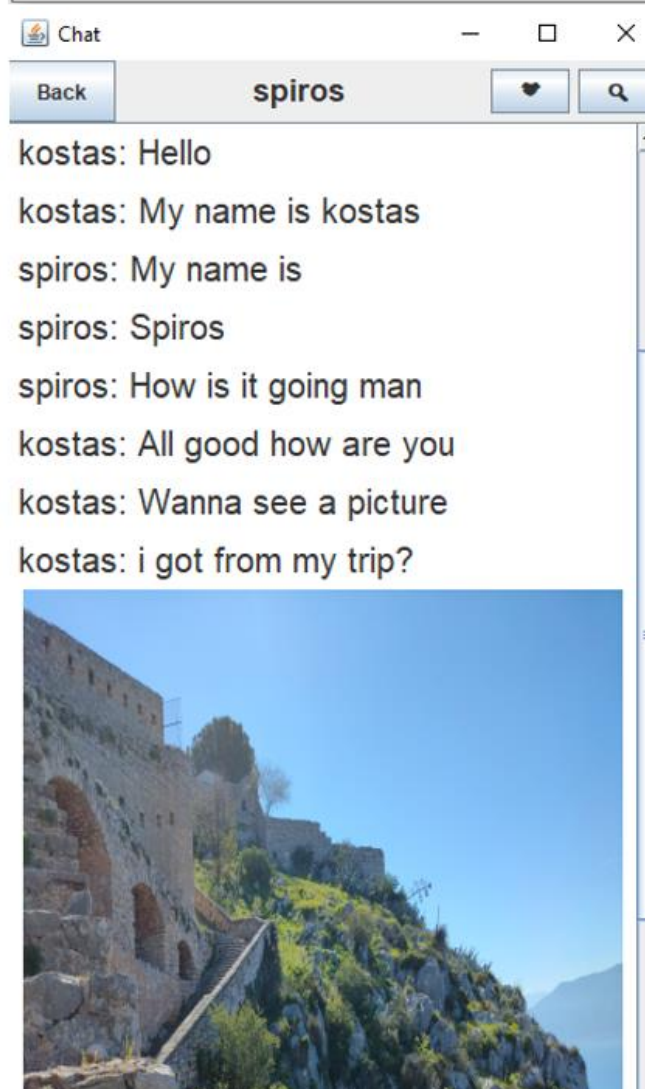 Chat
Back
spiros
kostas: Hello
kostas: My name is kostas
spiros: My name is
spiros: Spiros
spiros: How is it going man
kostas: All good how are you
kostas: Wanna see a picture
kostas: i got from my trip?